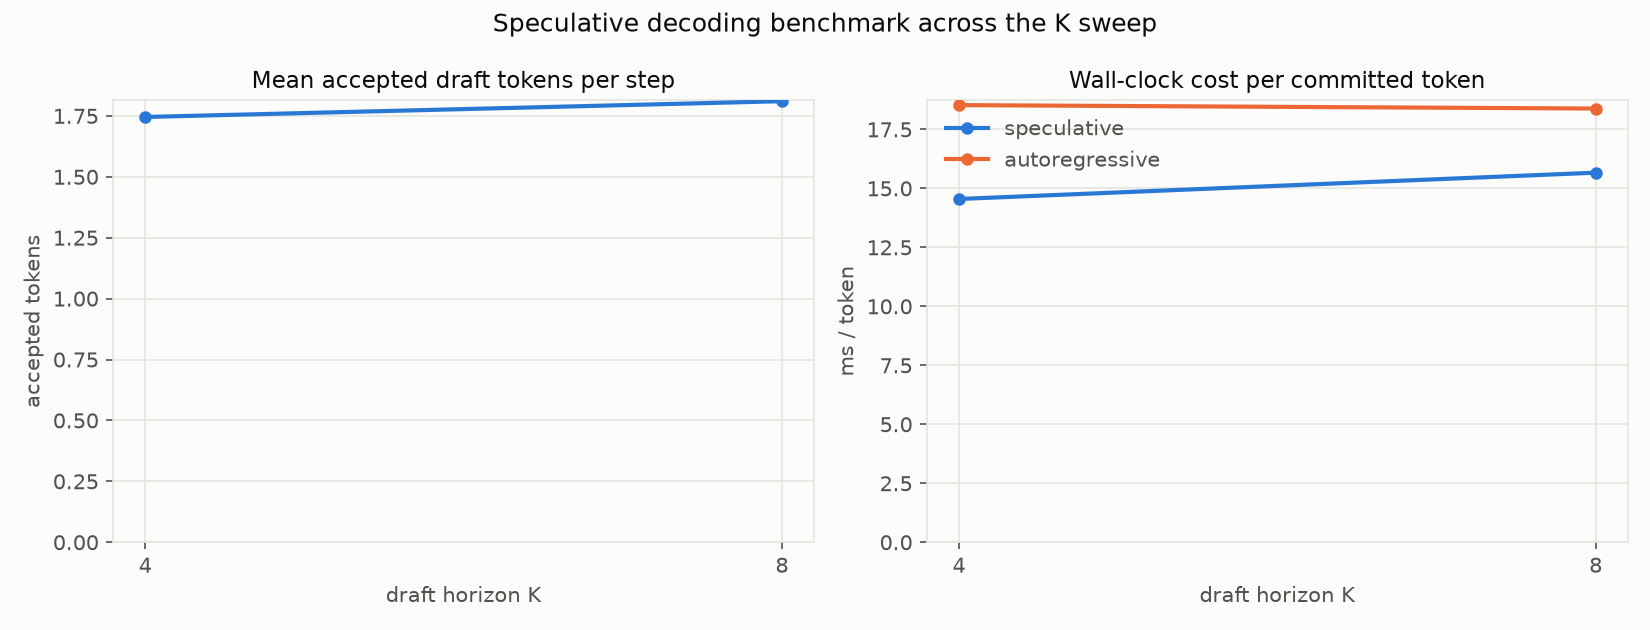 Speculative decoding benchmark across the K sweep
Mean accepted draft tokens per step
accepted tokens
1.75
1.50
1.25
1.00
0.75
0.50
0.25
0.00
4
8
draft horizon K
Wall-clock cost per committed token
ms / token
17.5
15.0
12.5
10.0
7.5
5.0
2.5
0.0
speculative
autoregressive
4
8
draft horizon K